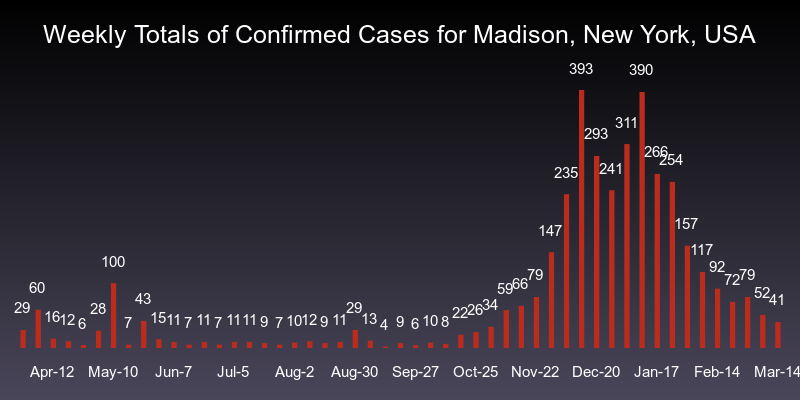 Weekly Totals of Confirmed Cases for Madison, New York, USA
29 60 16 12 6 28 100 7 43 15 11 7 11 7 11 11 9 7 10 12 9 11 29 13 4 9 6 10 8 22 26 34 59 66 79 147 235 393 293 241 311 390 266 254 157 117 92 72 79 52 41
Apr-12 May-10 Jun-7 Jul-5 Aug-2 Aug-30 Sep-27 Oct-25 Nov-22 Dec-20 Jan-17 Feb-14 Mar-14